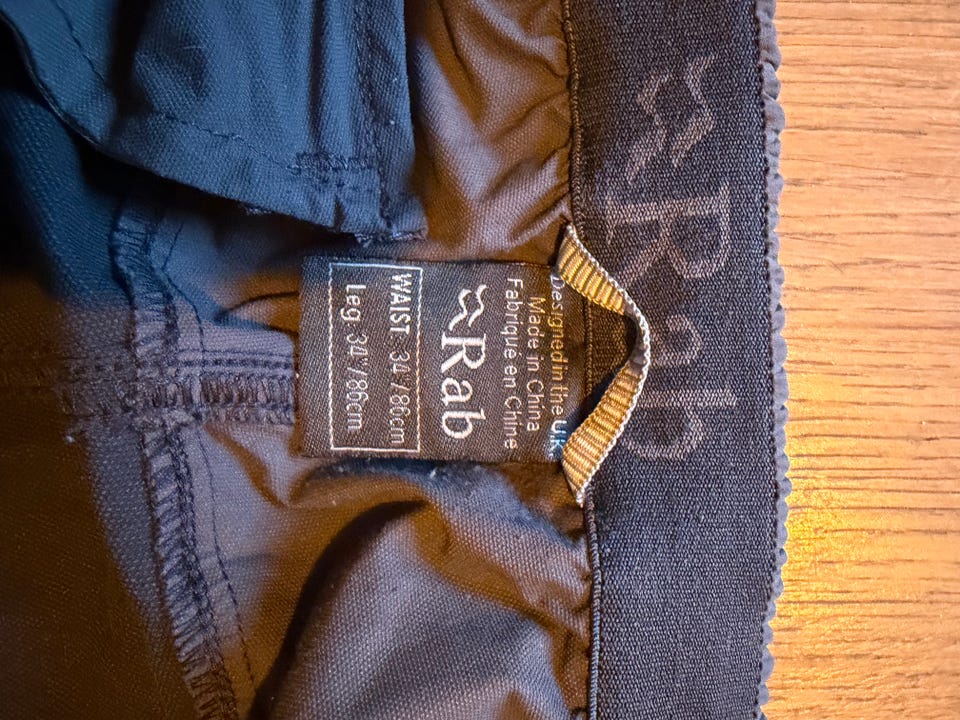 Rab
Designed in the UK
Made in China
Fabriqué en Chine
Rab
WAIST 34"/86cm
Leg 34"/86cm